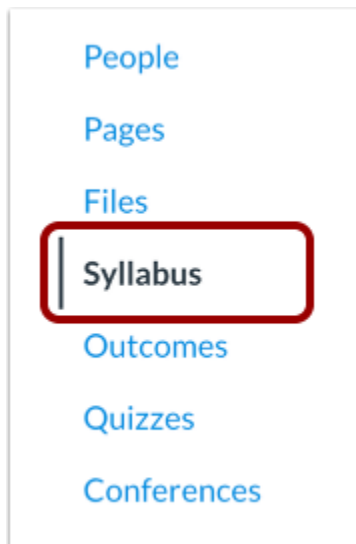 People
Pages
Files
Syllabus
Outcomes
Quizzes
Conferences